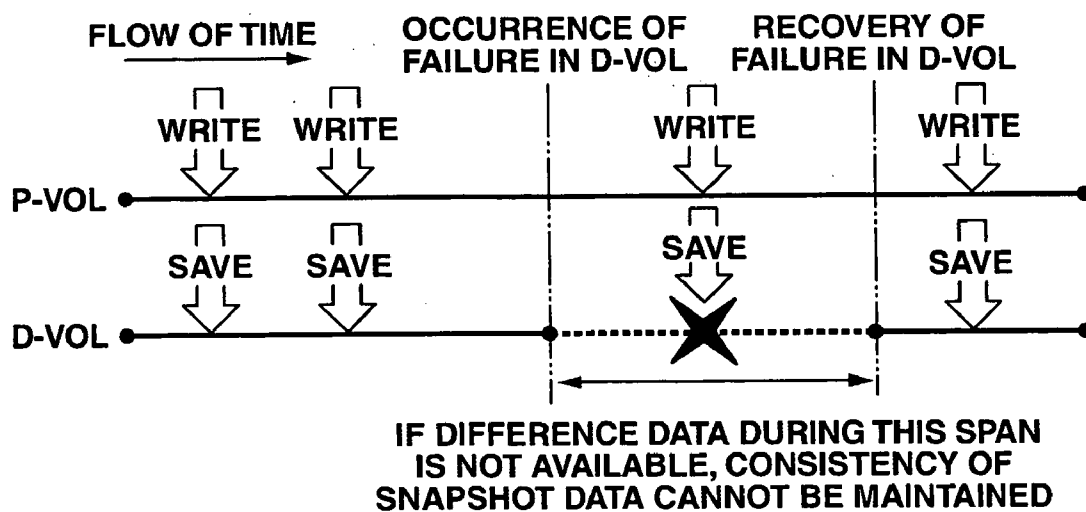 FLOW OF TIME
OCCURRENCE OF
FAILURE IN D-VOL
RECOVERY OF
FAILURE IN D-VOL
WRITE WRITE WRITE WRITE
P-VOL
SAVE SAVE SAVE SAVE
D-VOL
IF DIFFERENCE DATA DURING THIS SPAN
IS NOT AVAILABLE, CONSISTENCY OF
SNAPSHOT DATA CANNOT BE MAINTAINED